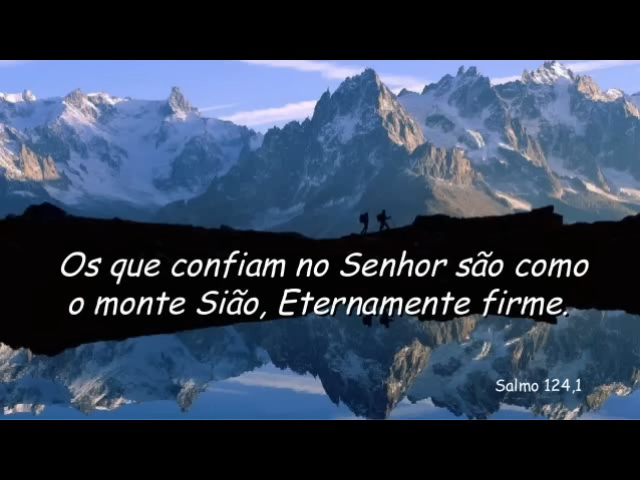 Os que confiam no Senhor são como
o monte Sião, Eternamente firme.
Salmo 124,1